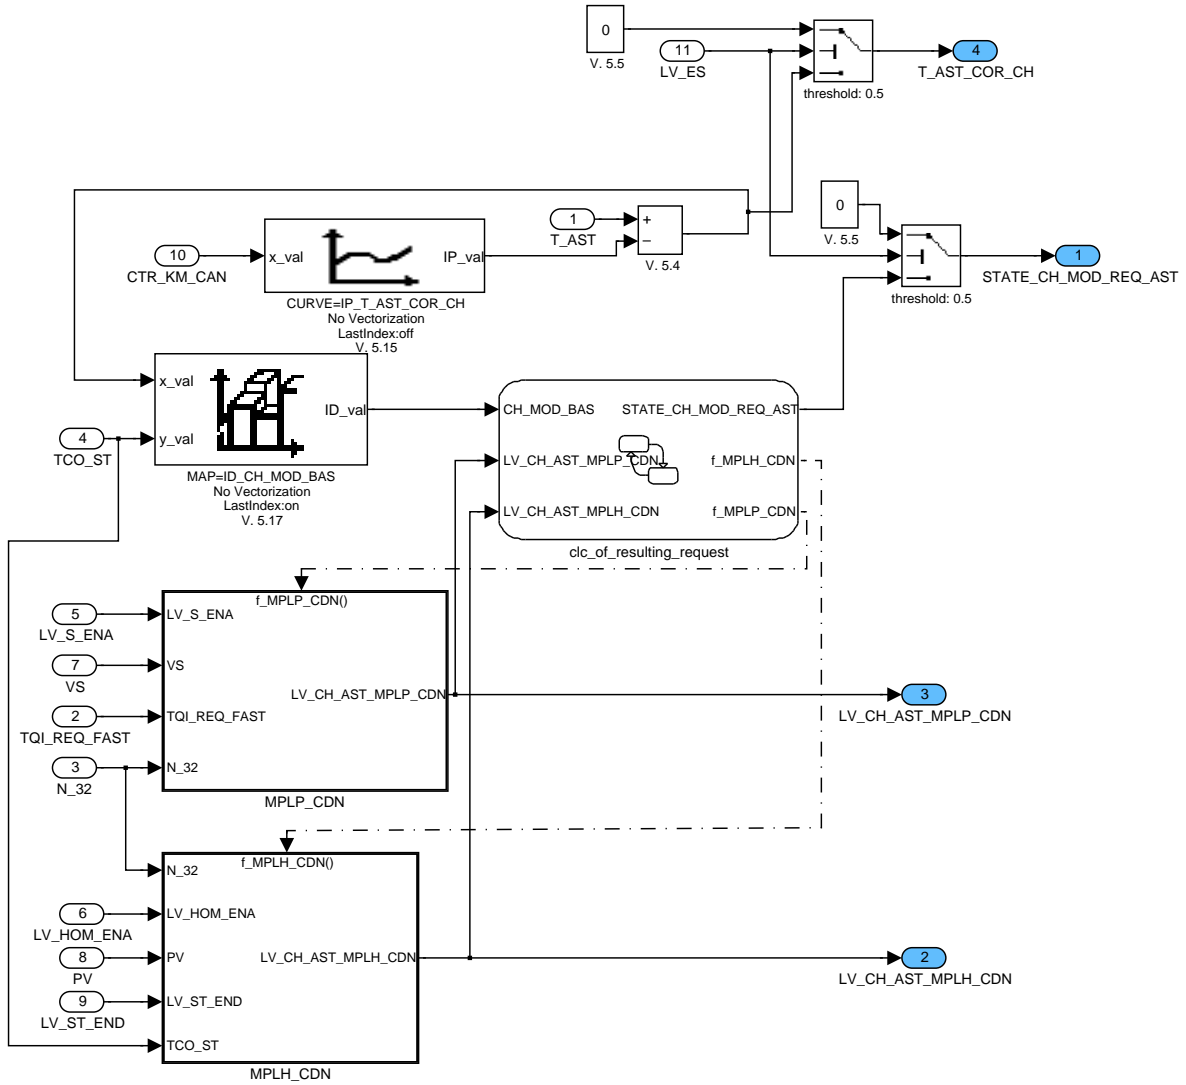 0
V. 5.5
11
LV_ES
threshold: 0.5
4
T_AST_COR_CH
0
V. 5.5
threshold: 0.5
1
STATE_CH_MOD_REQ_AST
1
T_AST
+
−
V. 5.4
10
CTR_KM_CAN
x_val
IP_val
CURVE=IP_T_AST_COR_CH
No Vectorization
LastIndex:off
V. 5.15
x_val
y_val
ID_val
4
TCO_ST
MAP=ID_CH_MOD_BAS
No Vectorization
LastIndex:on
V. 5.17
CH_MOD_BAS
STATE_CH_MOD_REQ_AST
LV_CH_AST_MPLP_CDN
f_MPLH_CDN
LV_CH_AST_MPLH_CDN
f_MPLP_CDN
clc_of_resulting_request
f_MPLP_CDN()
5
LV_S_ENA
LV_S_ENA
7
VS
VS
LV_CH_AST_MPLP_CDN
2
TQI_REQ_FAST
TQI_REQ_FAST
3
N_32
N_32
MPLP_CDN
3
LV_CH_AST_MPLP_CDN
f_MPLH_CDN()
N_32
6
LV_HOM_ENA
LV_HOM_ENA
8
PV
PV
LV_CH_AST_MPLH_CDN
9
LV_ST_END
LV_ST_END
TCO_ST
MPLH_CDN
2
LV_CH_AST_MPLH_CDN